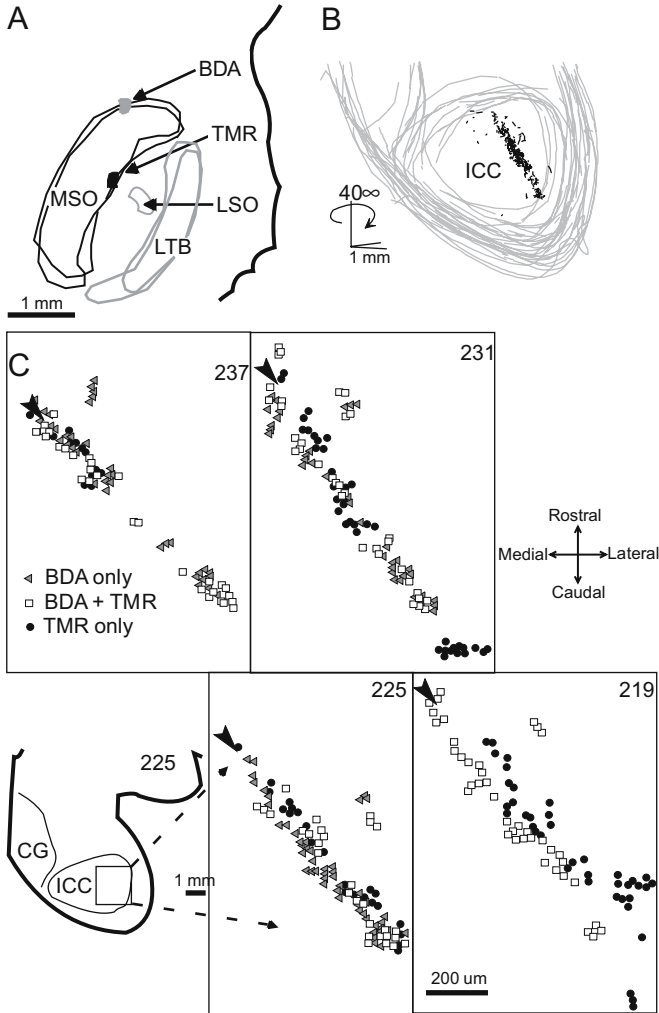 A
BDA
TMR
MSO
LSO
LTB
1 mm
B
ICC
40∞
1 mm
C
237
231
BDA only
BDA + TMR
TMR only
Rostral
Medial
Lateral
Caudal
225
CG
ICC
1 mm
225
219
200 um